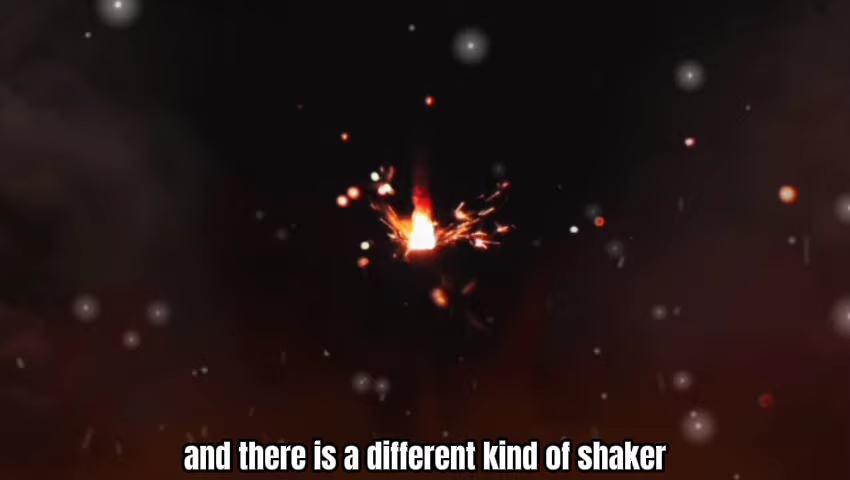 and there is a different kind of shaker